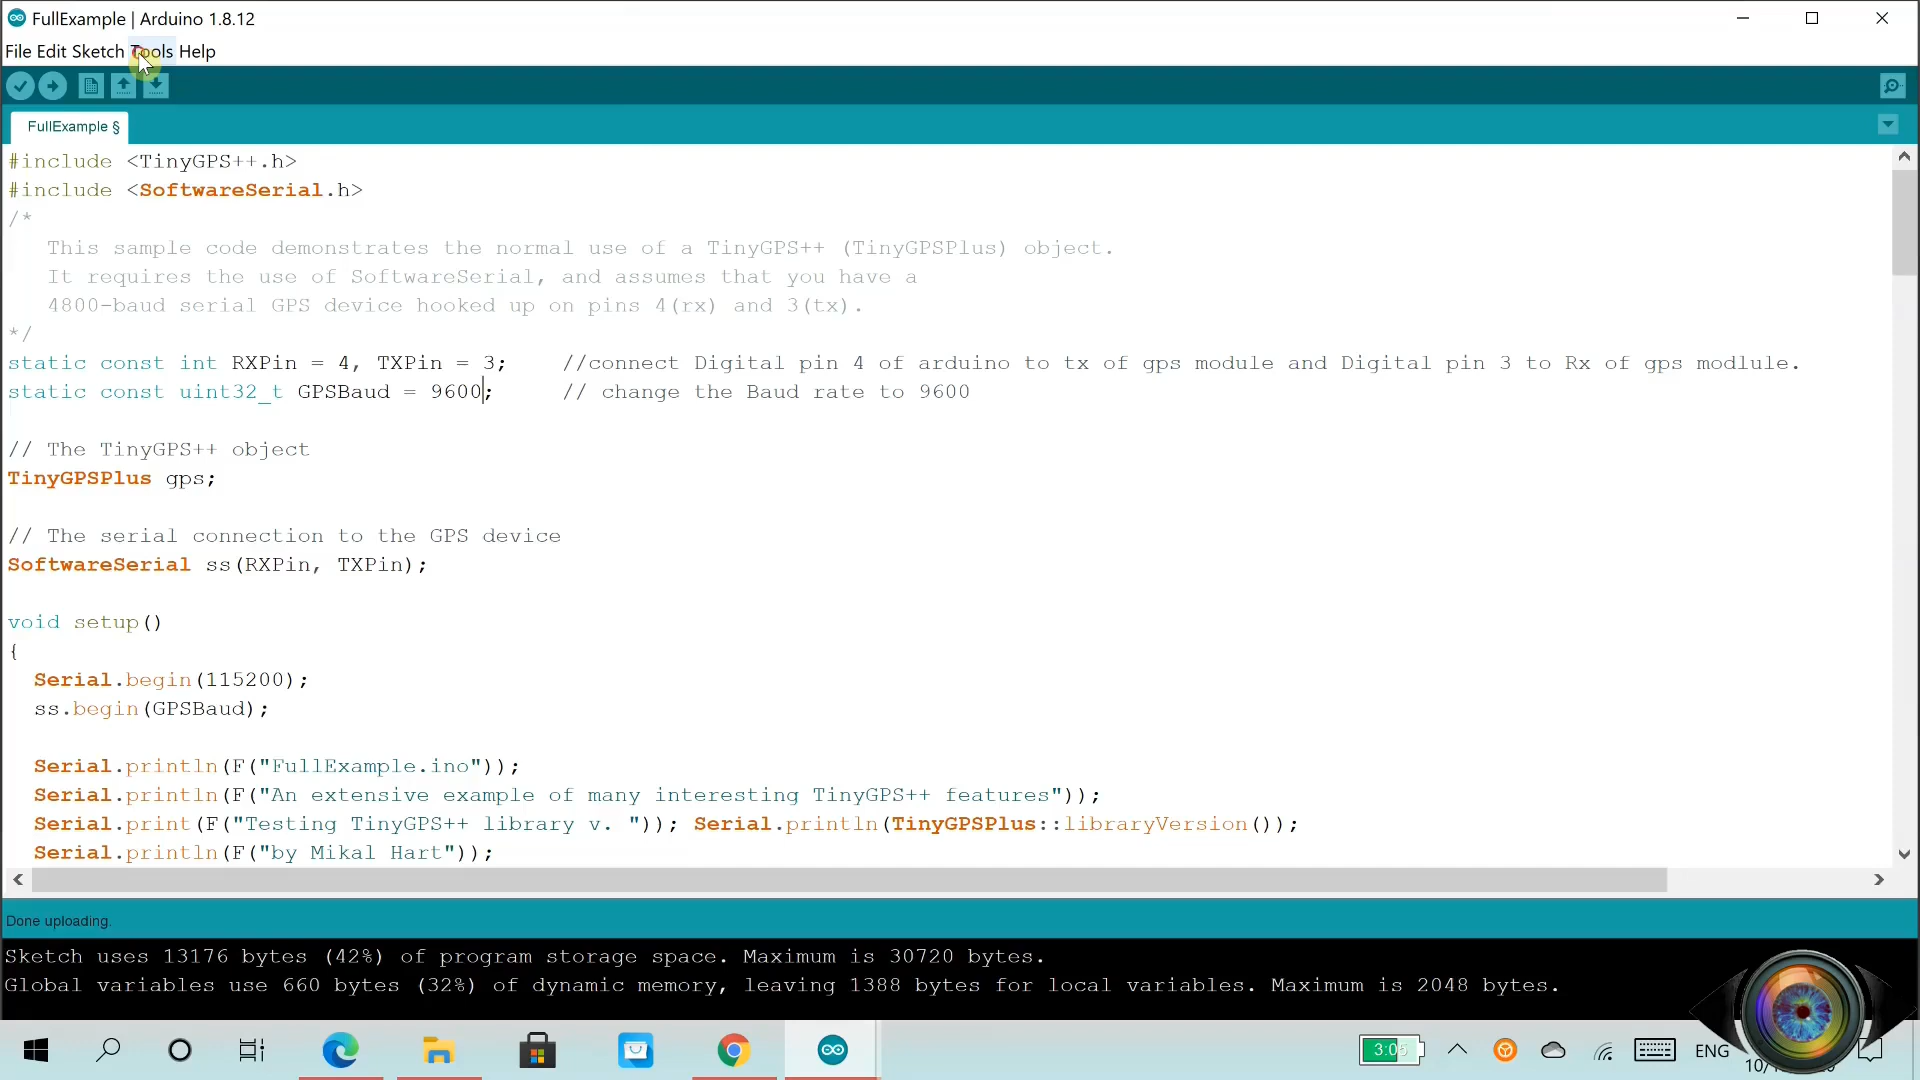 FullExample | Arduino 1.8.12
File Edit Sketch Tools Help
FullExample §
#include <TinyGPS++.h>
#include <SoftwareSerial.h>
/*
This sample code demonstrates the normal use of a TinyGPS++ (TinyGPSPlus) object.
It requires the use of SoftwareSerial, and assumes that you have a
4800-baud serial GPS device hooked up on pins 4(rx) and 3(tx).
*/
static const int RXPin = 4, TXPin = 3; //connect Digital pin 4 of arduino to tx of gps module and Digital pin 3 to Rx of gps modlule.
static const uint32_t GPSBaud = 9600; // change the Baud rate to 9600
// The TinyGPS++ object
TinyGPSPlus gps;
// The serial connection to the GPS device
SoftwareSerial ss(RXPin, TXPin);
void setup()
{
Serial.begin(115200);
ss.begin(GPSBaud);
Serial.println(F("FullExample.ino"));
Serial.println(F("An extensive example of many interesting TinyGPS++ features"));
Serial.print(F("Testing TinyGPS++ library v. ")); Serial.println(TinyGPSPlus::libraryVersion());
Serial.println(F("by Mikal Hart"));
Done uploading.
Sketch uses 13176 bytes (42%) of program storage space. Maximum is 30720 bytes.
Global variables use 660 bytes (32%) of dynamic memory, leaving 1388 bytes for local variables. Maximum is 2048 bytes.
3:05
ENG